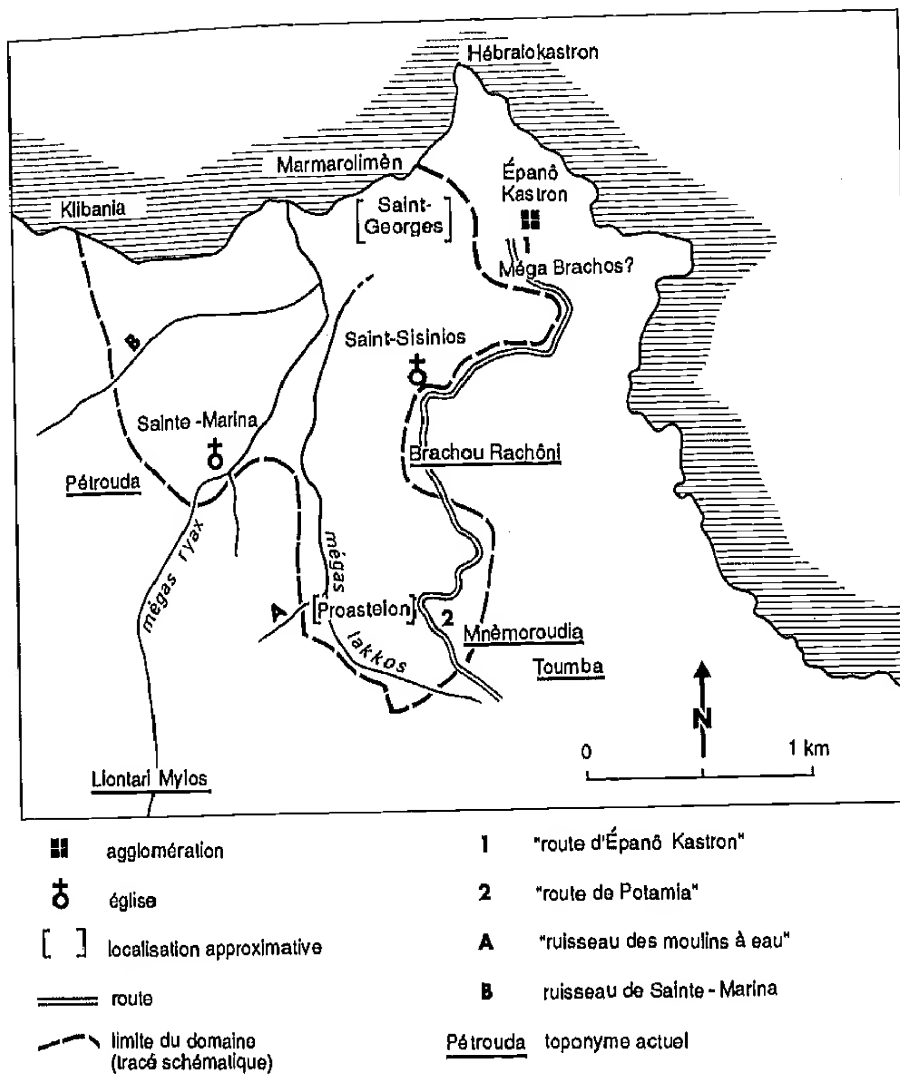 Hébraïokastron
Marmarolimèn
Épanô
Kastron
Klibania
[Saint-
Georges]
1
Méga Brachos?
B
Saint-Sisinios
Sainte-Marina
Brachou Rachôni
Pétrouda
mégas ryax
mégas
lakkos
A
[Proasteion]
2
Mnèmoroudia
Toumba
N
0
1 km
Liontari Mylos
agglomération
église
[ ] localisation approximative
route
limite du domaine
(tracé schématique)
1 "route d'Épanô Kastron"
2 "route de Potamia"
A "ruisseau des moulins à eau"
B ruisseau de Sainte-Marina
Pétrouda toponyme actuel